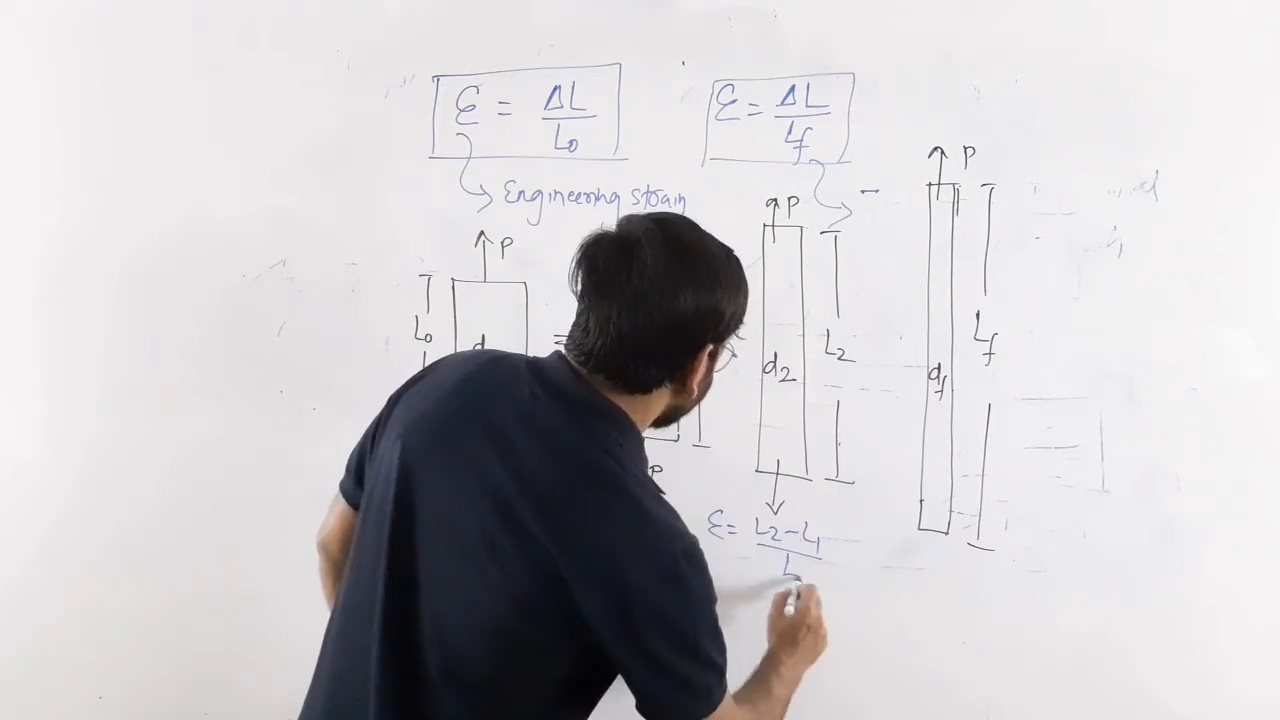 ε = ΔL / L₀
ε = ΔL / L_f
Engineering strain
P
P
P
L₀
d
d₂
L₂
d_f
L_f
P
ε = L₂ - L₁ / L